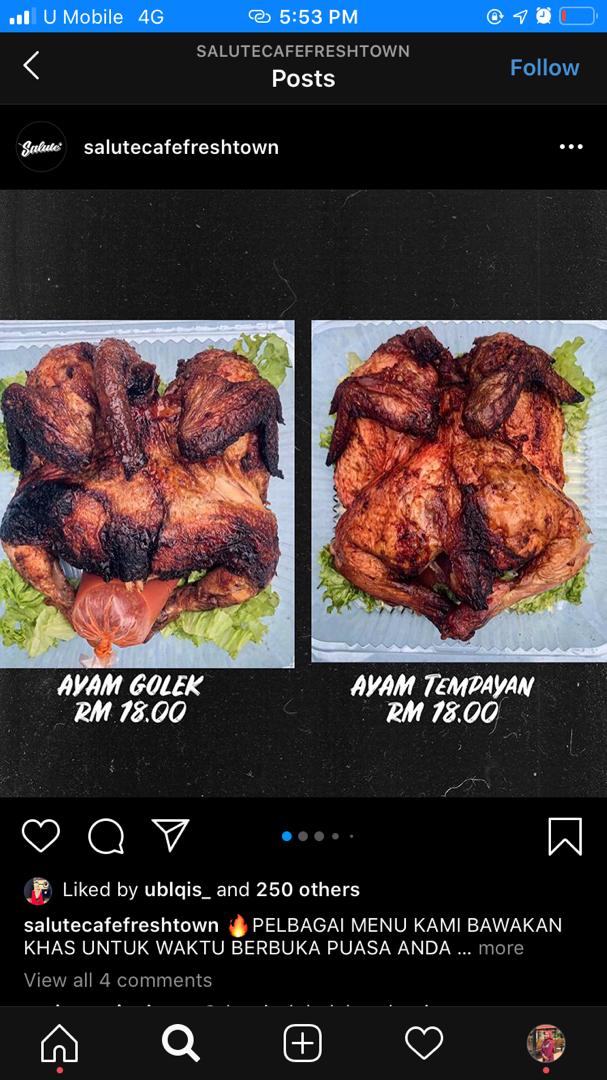 U Mobile 4G 5:53 PM
SALUTECAFEFRESHTOWN
Posts
Follow
Salute
salutecafefreshtown
AYAM GOLEK
RM 18.00
AYAM TEMPAYAN
RM 18.00
Liked by ublqis_ and 250 others
salutecafefreshtown 🔥PELBAGAI MENU KAMI BAWAKAN
KHAS UNTUK WAKTU BERBUKA PUASA ANDA ... more
View all 4 comments